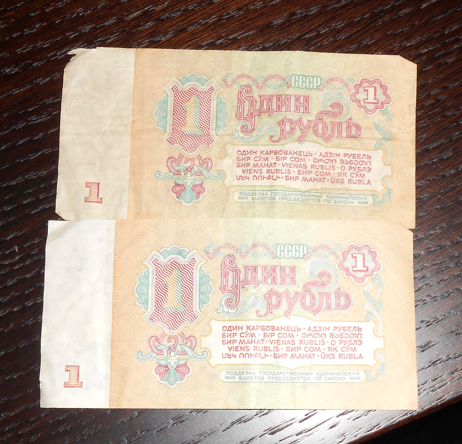 СССР
1
1
Один
рубль
ОДИН КАРБОВАНЕЦЬ · АДЗІН РУБЕЛЬ
БИР СЎМ · БІР СОМ · ᲔᲠᲗᲘ ᲛᲐᲜᲔᲗᲘ
БИР МАНАТ · VIENAS RUBLIS · О РУБЛЭ
VIENS RUBLIS · БИР СОМ · ЯК СЎМ
ՄԵԿ ՌՈՒԲԼԻ · БИР МАНАТ · ÜKS RUBLA
1
ПОДДЕЛКА ГОСУДАРСТВЕННЫХ КАЗНАЧЕЙСКИХ
БИЛЕТОВ ПРЕСЛЕДУЕТСЯ ПО ЗАКОНУ
СССР
1
1
Один
рубль
ОДИН КАРБОВАНЕЦЬ · АДЗІН РУБЕЛЬ
БИР СЎМ · БІР СОМ · ᲔᲠᲗᲘ ᲛᲐᲜᲔᲗᲘ
БИР МАНАТ · VIENAS RUBLIS · О РУБЛЭ
VIENS RUBLIS · БИР СОМ · ЯК СЎМ
ՄԵԿ ՌՈՒԲԼԻ · БИР МАНАТ · ÜKS RUBLA
1
ПОДДЕЛКА ГОСУДАРСТВЕННЫХ КАЗНАЧЕЙСКИХ
БИЛЕТОВ ПРЕСЛЕДУЕТСЯ ПО ЗАКОНУ